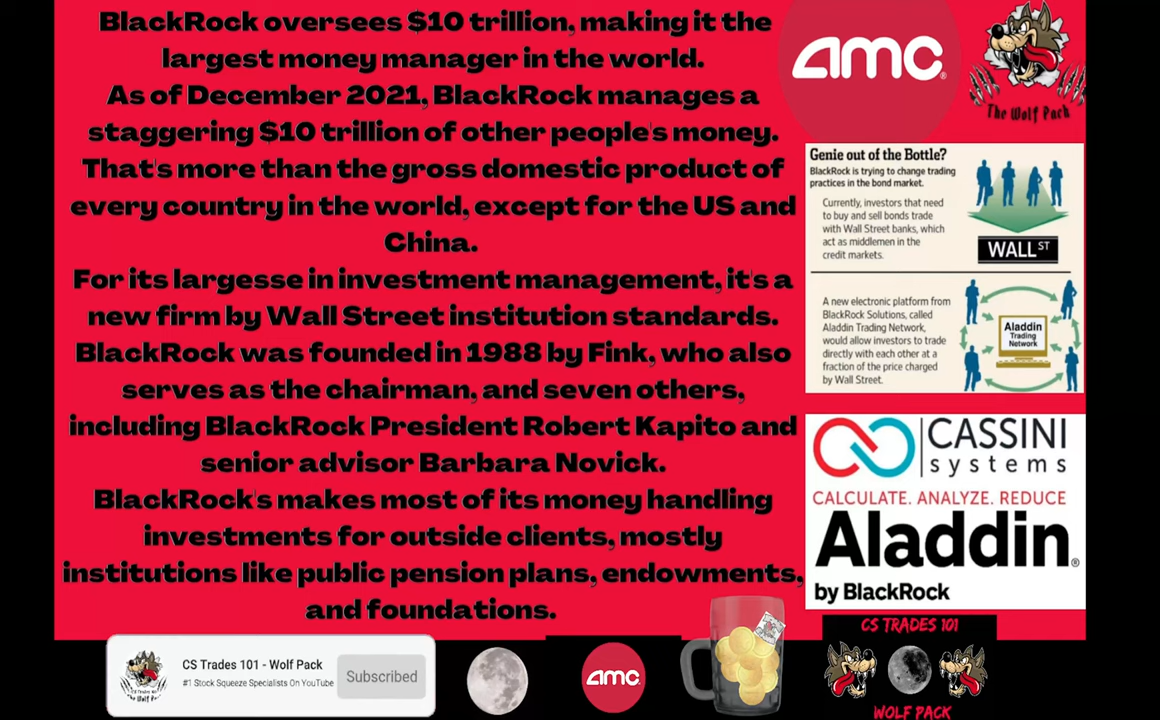 BlackRock oversees $10 trillion, making it the
largest money manager in the world.
As of December 2021, BlackRock manages a
staggering $10 trillion of other people's money.
That's more than the gross domestic product of
every country in the world, except for the US and
China.
For its largesse in investment management, it's a
new firm by Wall Street institution standards.
BlackRock was founded in 1988 by Fink, who also
serves as the chairman, and seven others,
including BlackRock President Robert Kapito and
senior advisor Barbara Novick.
BlackRock's makes most of its money handling
investments for outside clients, mostly
institutions like public pension plans, endowments,
and foundations.
amc®
The Wolf Pack
Genie out of the Bottle?
BlackRock is trying to change trading
practices in the bond market.
Currently, investors that need
to buy and sell bonds trade
with Wall Street banks, which
act as middlemen in the
credit markets.
WALL ST
A new electronic platform from
BlackRock Solutions, called
Aladdin Trading Network,
would allow investors to trade
directly with each other at a
fraction of the price charged
by Wall Street.
Aladdin
Trading
Network
CASSINI
systems
CALCULATE. ANALYZE. REDUCE
Aladdin®
by BlackRock
CS Trades 101 - Wolf Pack
#1 Stock Squeeze Specialists On YouTube
Subscribed
The Wolf Pack
amc
CS TRADES 101
WOLF PACK